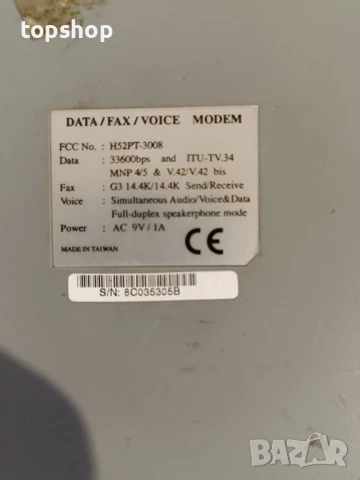 topshop
DATA / FAX / VOICE MODEM
FCC No. : H52PT-3008
Data : 33600bps and ITU-TV.34
MNP 4/5 & V.42/V.42 bis
Fax : G3 14.4K/14.4K Send/Receive
Voice : Simultaneous Audio/Voice&Data
Full-duplex speakerphone mode
Power : AC 9V / 1A
MADE IN TAIWAN
CE
S/N: 8C035305B
BAZAR